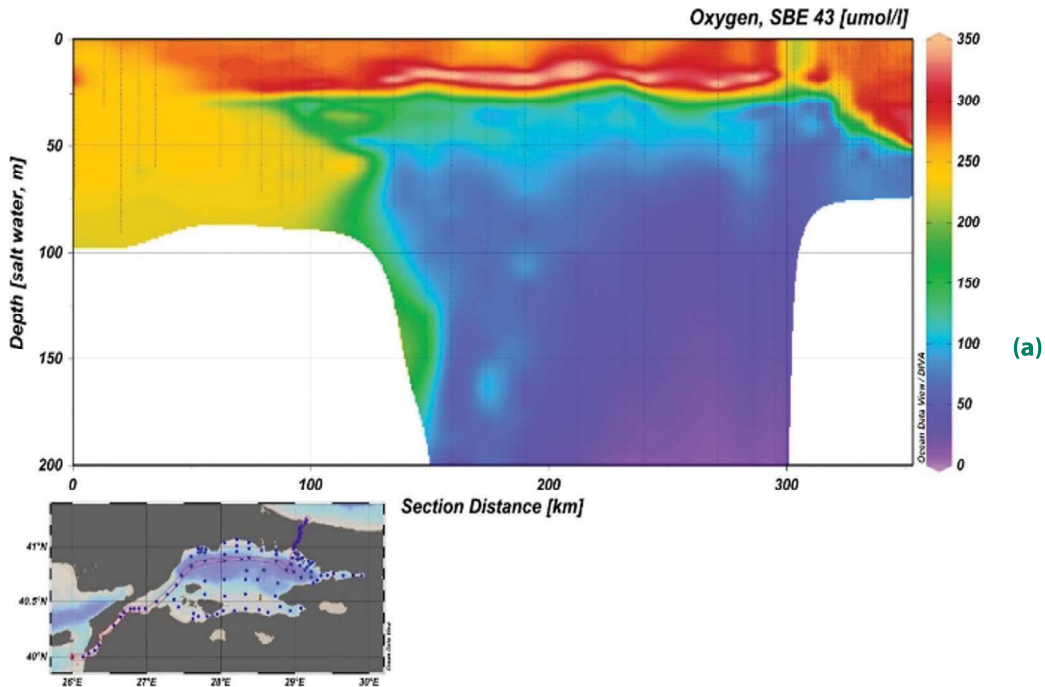 Oxygen, SBE 43 [umol/l]
0
50
100
150
200
Depth [salt water, m]
0
100
200
300
Section Distance [km]
350
300
250
200
150
100
50
0
Ocean Data View / DIVA
(a)
41°N
40.5°N
40°N
26°E
27°E
28°E
29°E
30°E
Ocean Data View